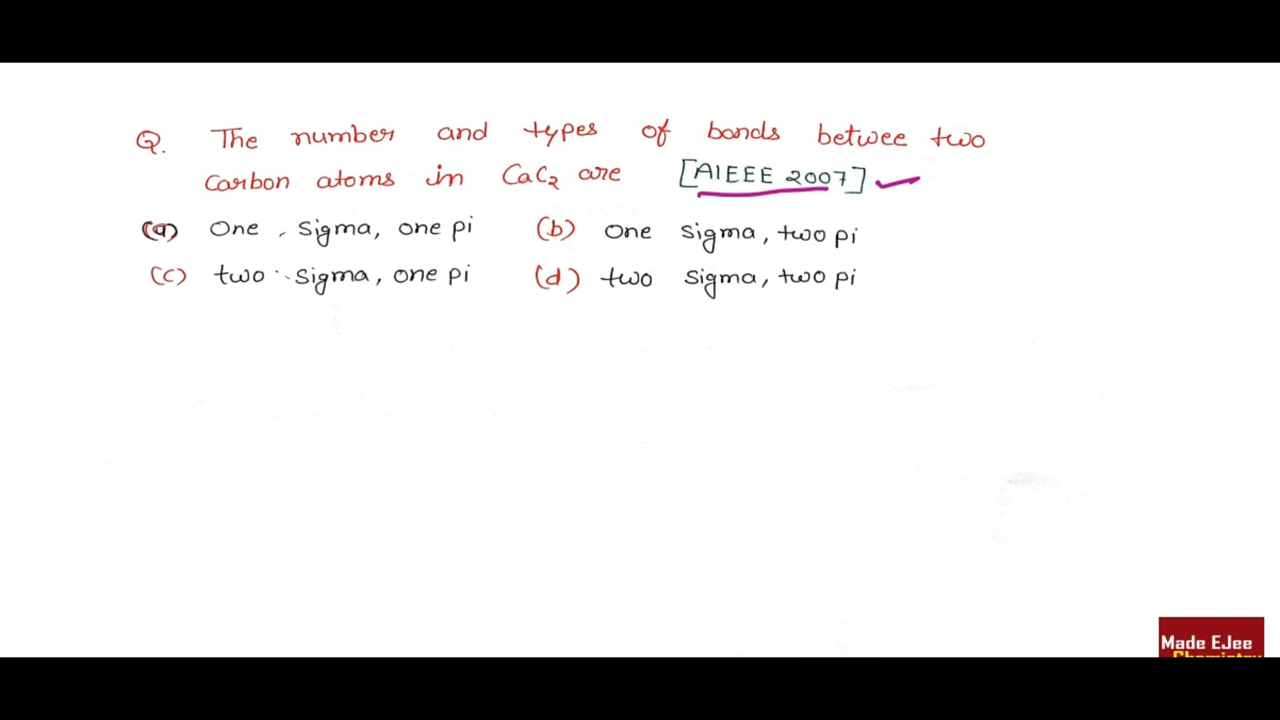 Q. The number and types of bonds betwee two
carbon atoms in CaC₂ are [AIEEE 2007]
(a) One, sigma, one pi (b) one sigma, two pi
(c) two sigma, one pi (d) two sigma, two pi
Made EJee
Chemistry